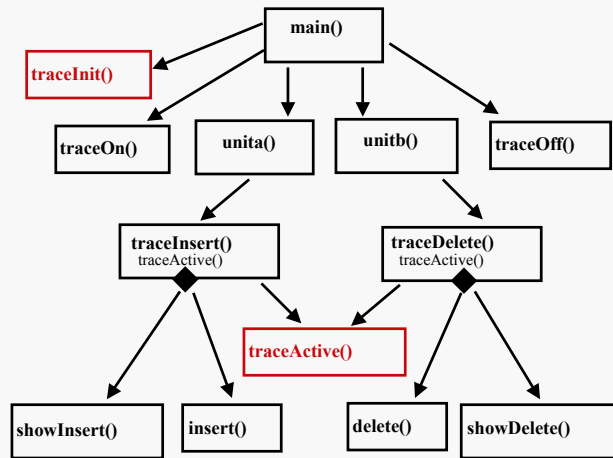 main()
traceInit()
traceOn()
unita()
unitb()
traceOff()
traceInsert()
traceActive()
traceDelete()
traceActive()
traceActive()
showInsert()
insert()
delete()
showDelete()